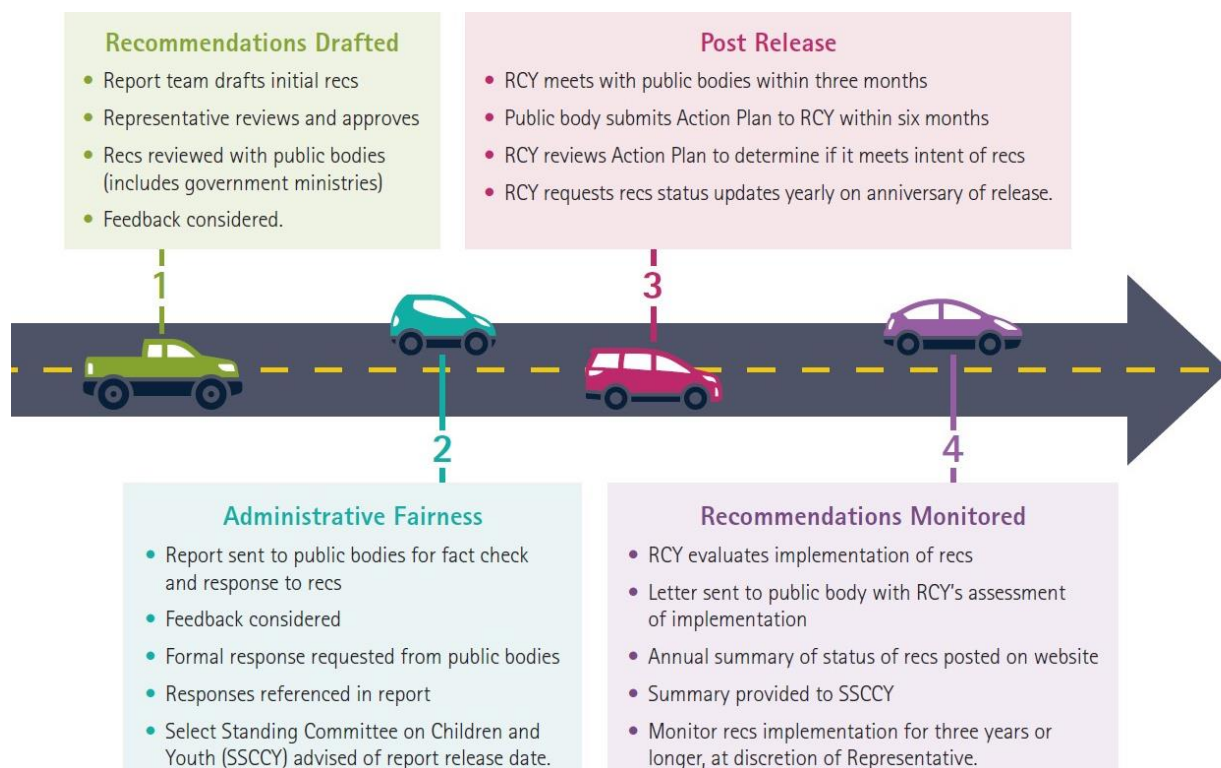 Recommendations Drafted
• Report team drafts initial recs
• Representative reviews and approves
• Recs reviewed with public bodies
(includes government ministries)
• Feedback considered.
1
Administrative Fairness
2
• Report sent to public bodies for fact check
and response to recs
• Feedback considered
• Formal response requested from public bodies
• Responses referenced in report
• Select Standing Committee on Children and
Youth (SSCCY) advised of report release date.
Post Release
• RCY meets with public bodies within three months
• Public body submits Action Plan to RCY within six months
• RCY reviews Action Plan to determine if it meets intent of recs
• RCY requests recs status updates yearly on anniversary of release.
3
4
Recommendations Monitored
• RCY evaluates implementation of recs
• Letter sent to public body with RCY's assessment
of implementation
• Annual summary of status of recs posted on website
• Summary provided to SSCCY
• Monitor recs implementation for three years or
longer, at discretion of Representative.